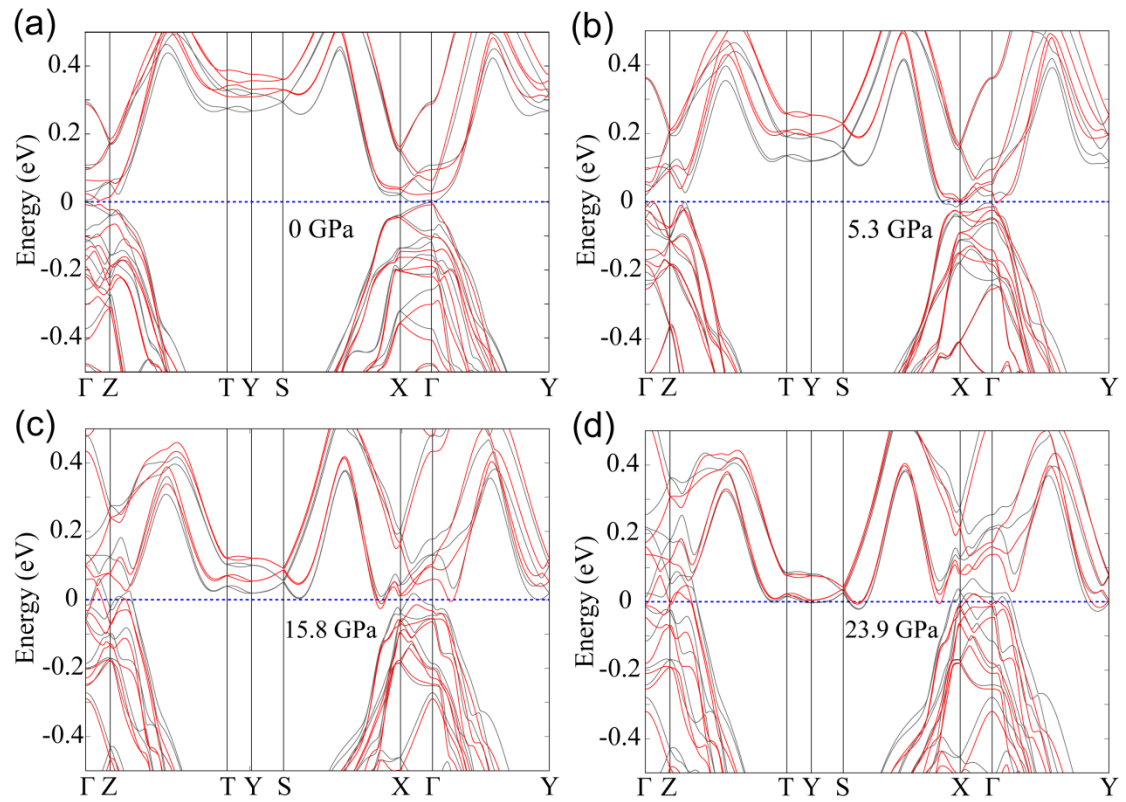 (a)
Energy (eV)
0.4
0.2
0
-0.2
-0.4
0 GPa
Γ Z T Y S X Γ Y
(b)
Energy (eV)
0.4
0.2
0
-0.2
-0.4
5.3 GPa
Γ Z T Y S X Γ Y
(c)
Energy (eV)
0.4
0.2
0
-0.2
-0.4
15.8 GPa
Γ Z T Y S X Γ Y
(d)
Energy (eV)
0.4
0.2
0
-0.2
-0.4
23.9 GPa
Γ Z T Y S X Γ Y